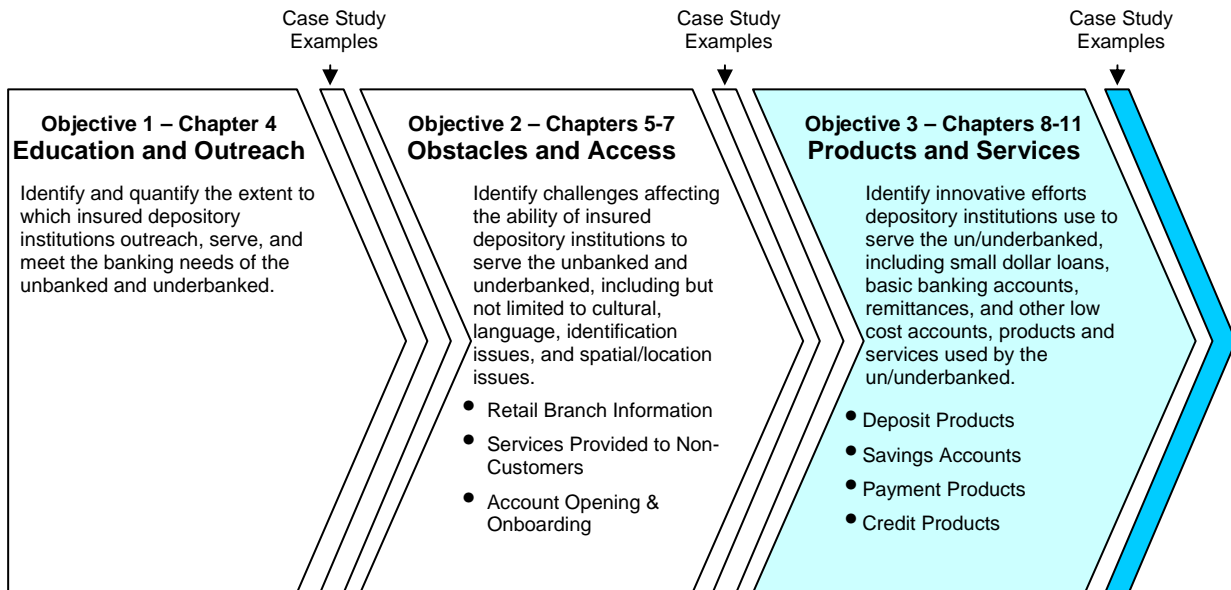 Case Study
Examples
Case Study
Examples
Case Study
Examples
Objective 1 – Chapter 4
Education and Outreach
Identify and quantify the extent to
which insured depository
institutions outreach, serve, and
meet the banking needs of the
unbanked and underbanked.
Objective 2 – Chapters 5-7
Obstacles and Access
Identify challenges affecting
the ability of insured
depository institutions to
serve the unbanked and
underbanked, including but
not limited to cultural,
language, identification
issues, and spatial/location
issues.
● Retail Branch Information
● Services Provided to Non-
Customers
● Account Opening &
Onboarding
Objective 3 – Chapters 8-11
Products and Services
Identify innovative efforts
depository institutions use to
serve the un/underbanked,
including small dollar loans,
basic banking accounts,
remittances, and other low
cost accounts, products and
services used by the
un/underbanked.
● Deposit Products
● Savings Accounts
● Payment Products
● Credit Products